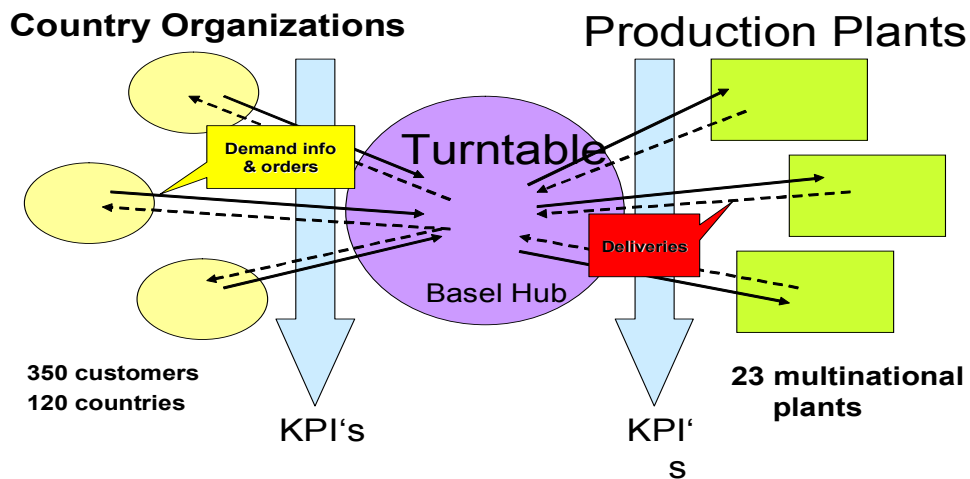 Country Organizations
Production Plants
Demand info
& orders
Turntable
Deliveries
Basel Hub
350 customers
120 countries
23 multinational
plants
KPI‘s
KPI‘
s